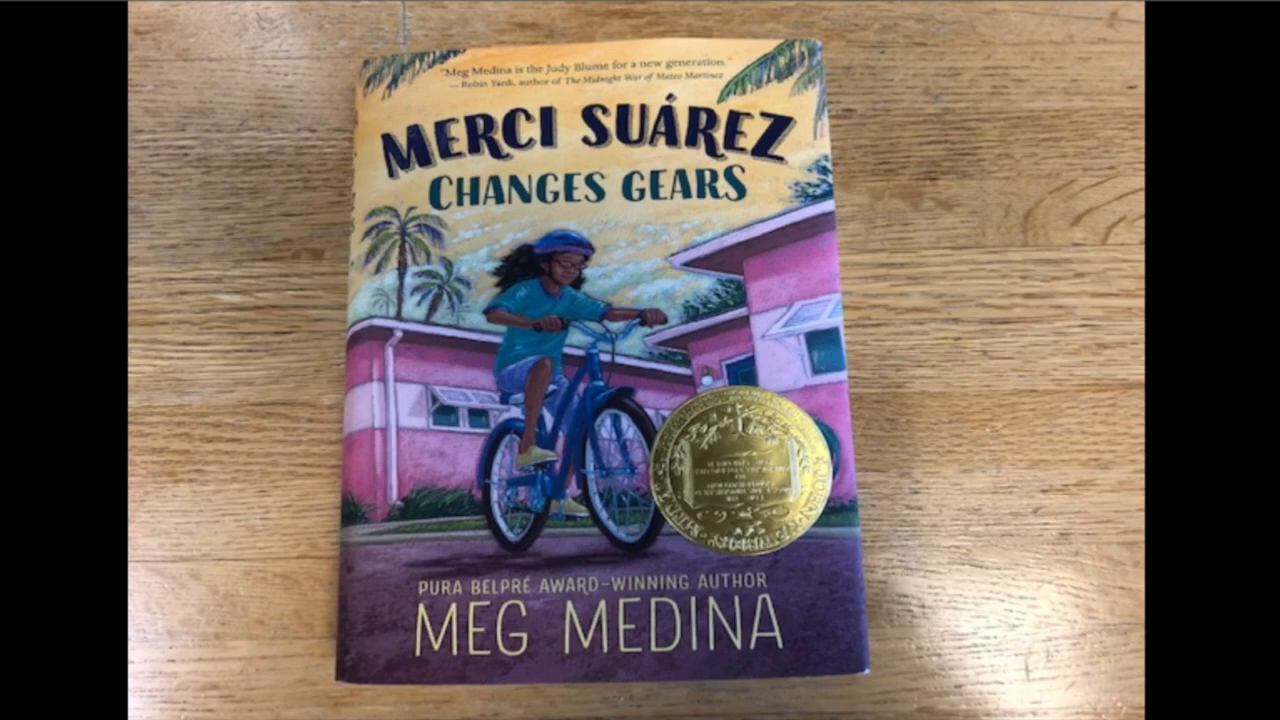 "Meg Medina is the Judy Blume for a new generation."
— Robin Yardi, author of The Midnight War of Mateo Martinez
MERCI SUÁREZ
CHANGES GEARS
PURA BELPRÉ AWARD-WINNING AUTHOR
MEG MEDINA